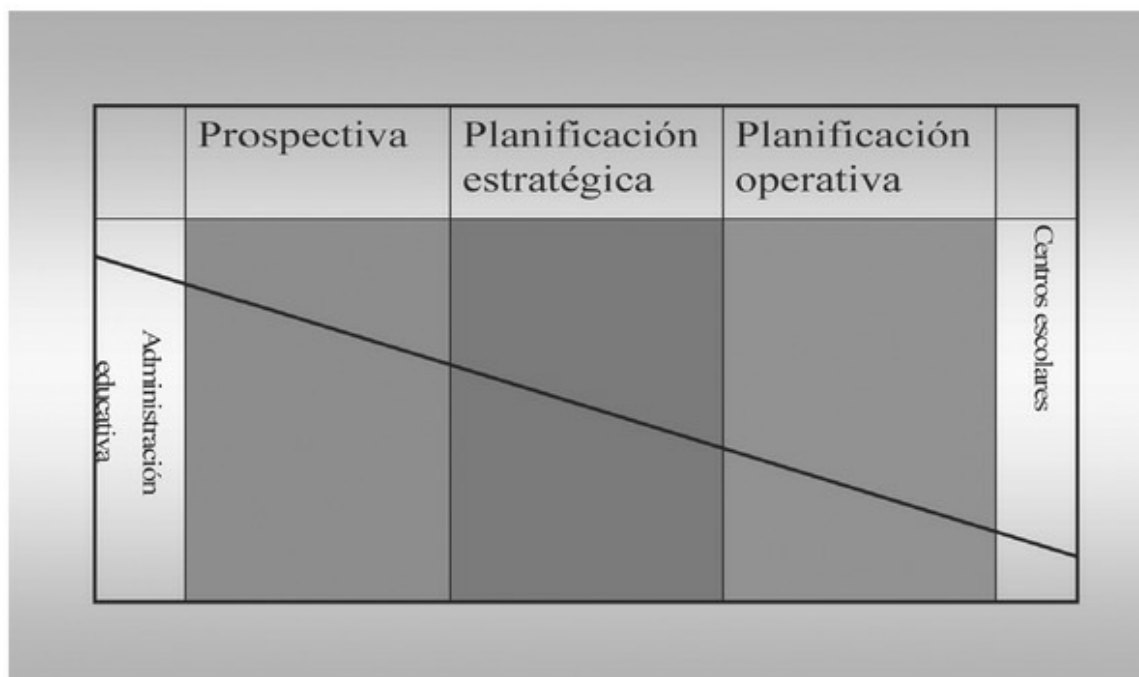 Prospectiva
Planificación
estratégica
Planificación
operativa
Administración
educativa
Centros escolares